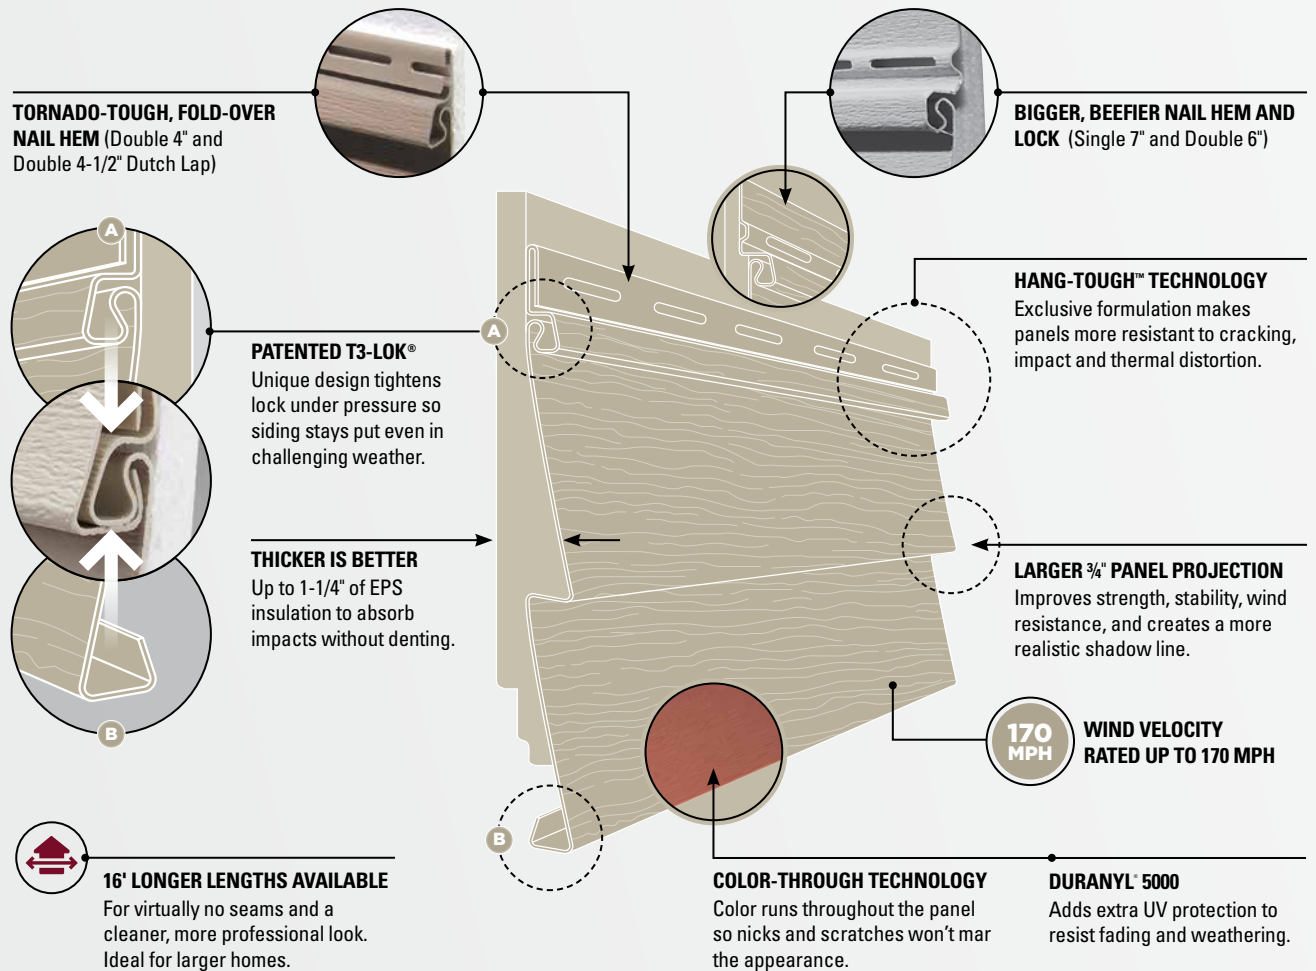 TORNADO-TOUGH, FOLD-OVER
NAIL HEM (Double 4" and
Double 4-1/2" Dutch Lap)
BIGGER, BEEFIER NAIL HEM AND
LOCK (Single 7" and Double 6")
A
A
HANG-TOUGH™ TECHNOLOGY
Exclusive formulation makes
panels more resistant to cracking,
impact and thermal distortion.
PATENTED T3-LOK®
Unique design tightens
lock under pressure so
siding stays put even in
challenging weather.
THICKER IS BETTER
Up to 1-1/4" of EPS
insulation to absorb
impacts without denting.
LARGER ¾" PANEL PROJECTION
Improves strength, stability, wind
resistance, and creates a more
realistic shadow line.
B
170
MPH
WIND VELOCITY
RATED UP TO 170 MPH
B
16' LONGER LENGTHS AVAILABLE
For virtually no seams and a
cleaner, more professional look.
Ideal for larger homes.
COLOR-THROUGH TECHNOLOGY
Color runs throughout the panel
so nicks and scratches won't mar
the appearance.
DURANYL® 5000
Adds extra UV protection to
resist fading and weathering.